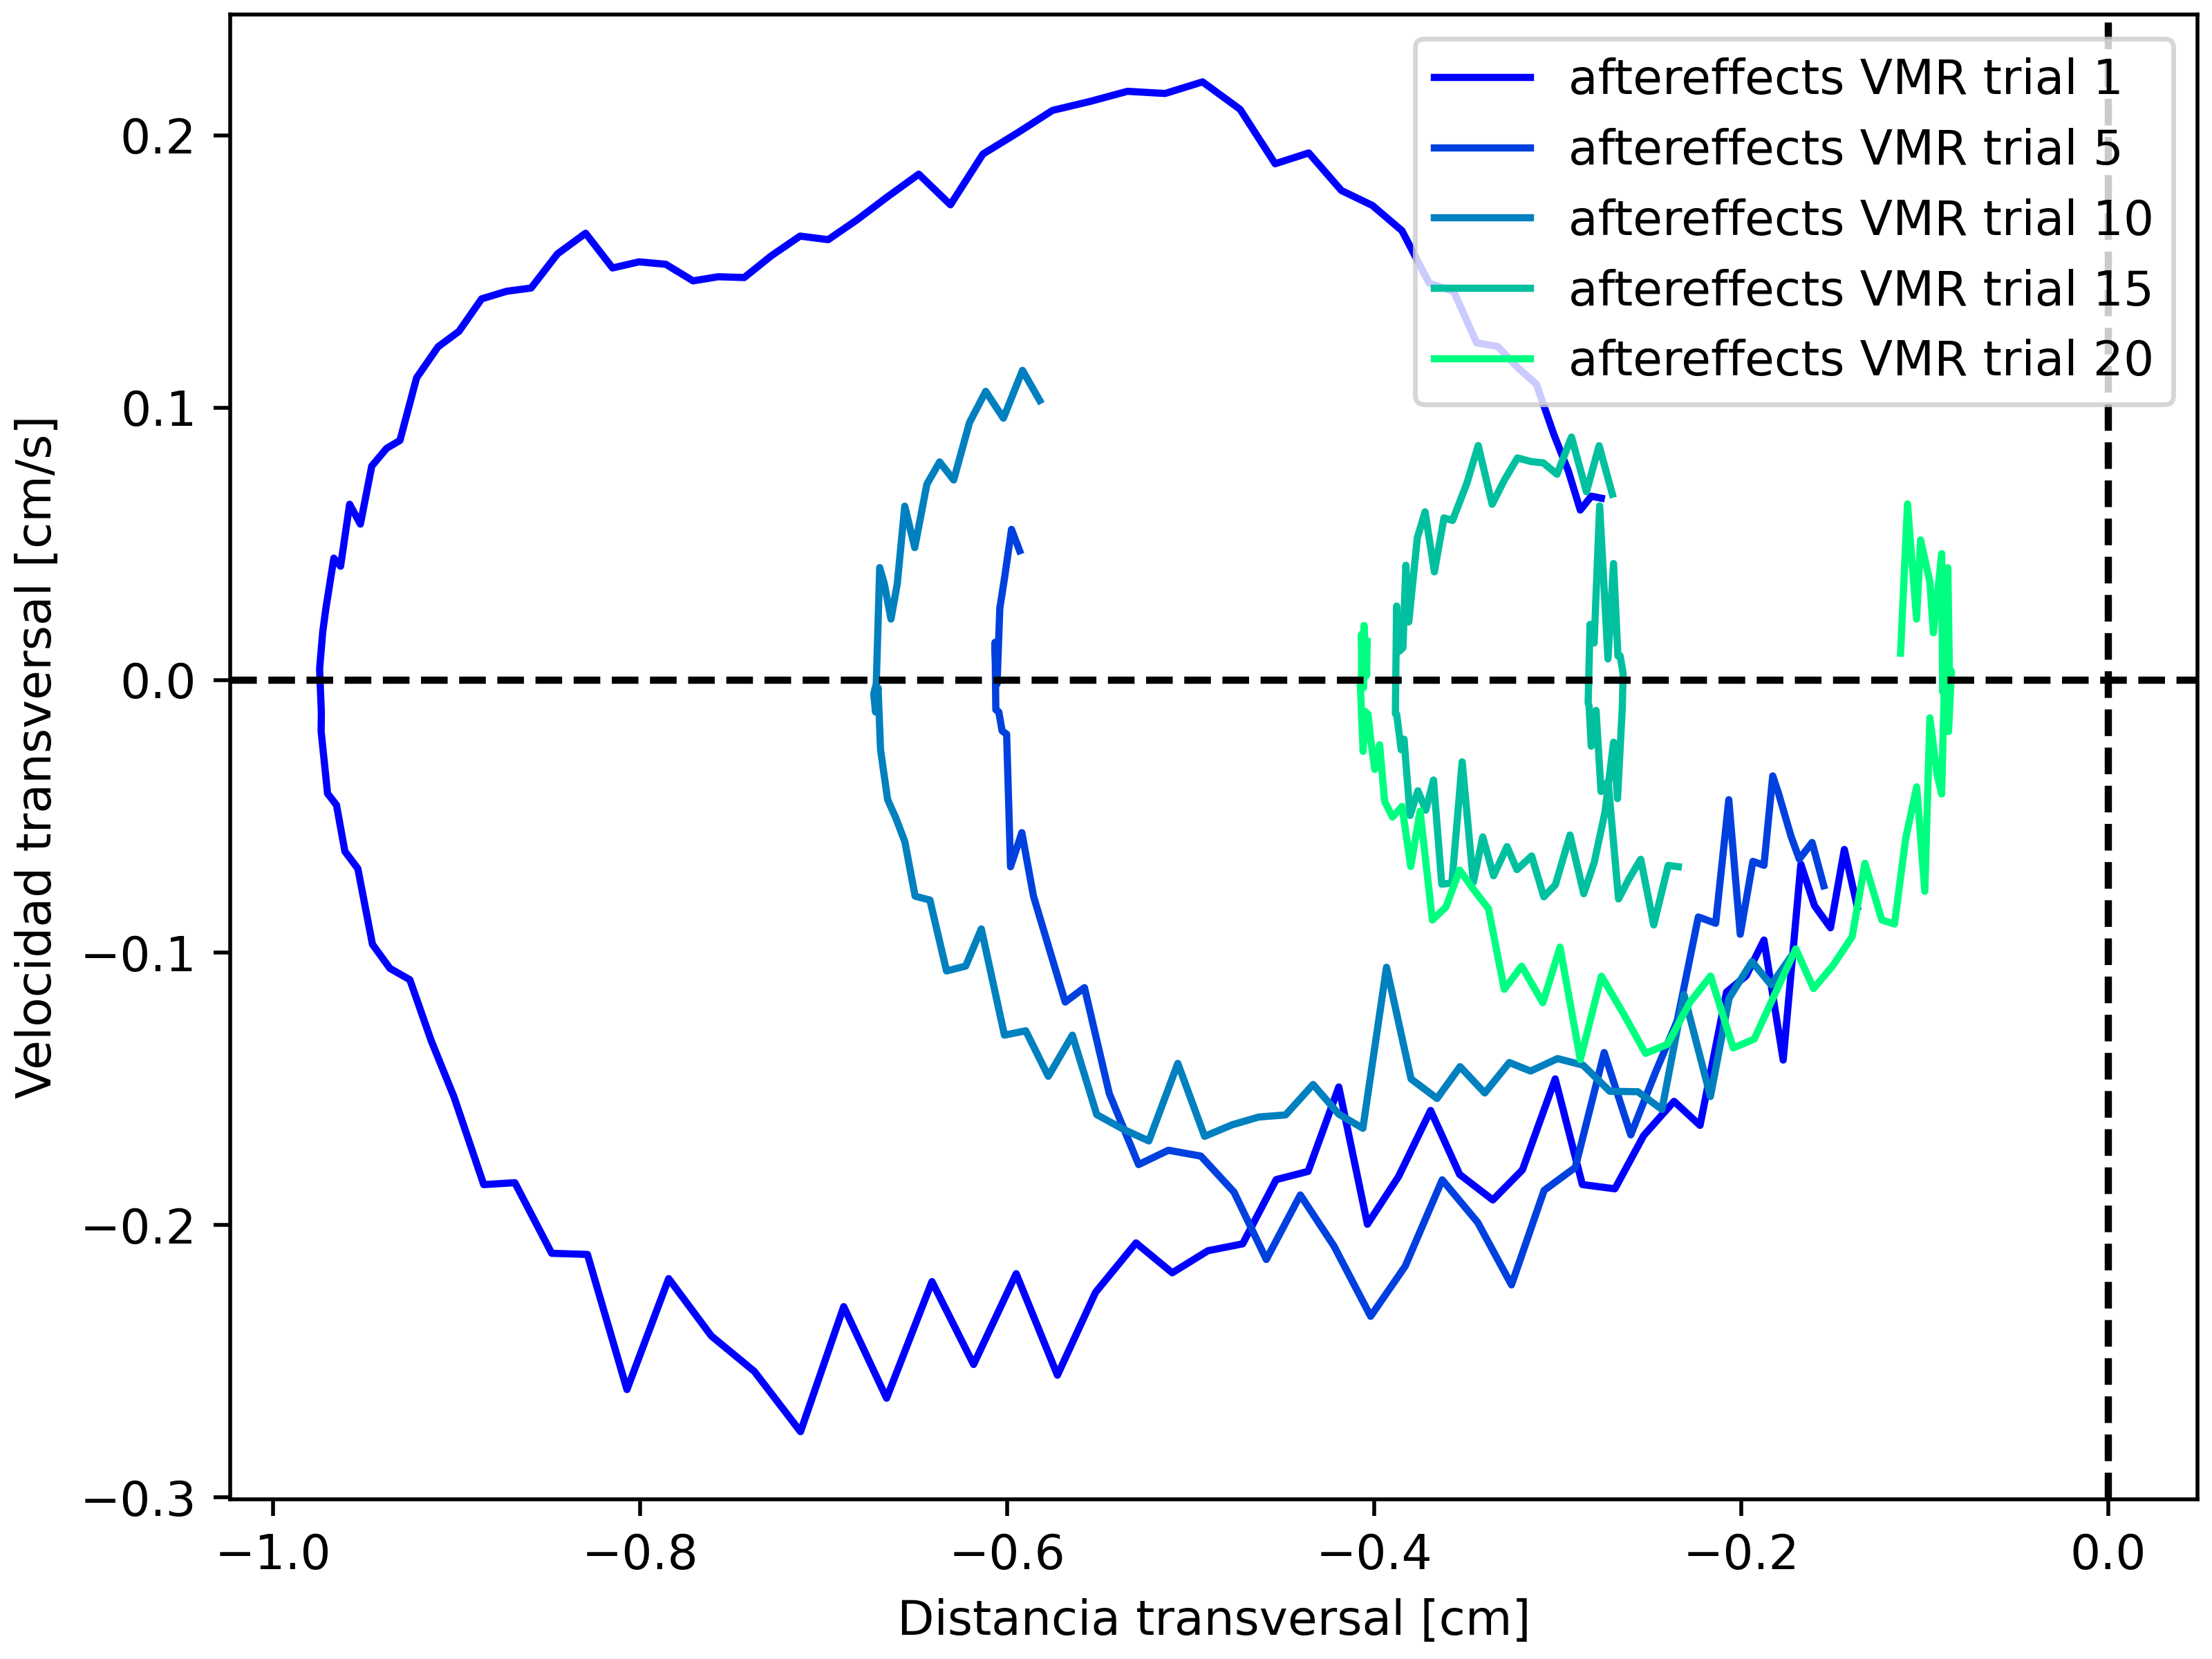 aftereffects VMR trial 1
aftereffects VMR trial 5
aftereffects VMR trial 10
aftereffects VMR trial 15
aftereffects VMR trial 20
0.2
0.1
0.0
−0.1
−0.2
−0.3
Velocidad transversal [cm/s]
−1.0 −0.8 −0.6 −0.4 −0.2 0.0
Distancia transversal [cm]